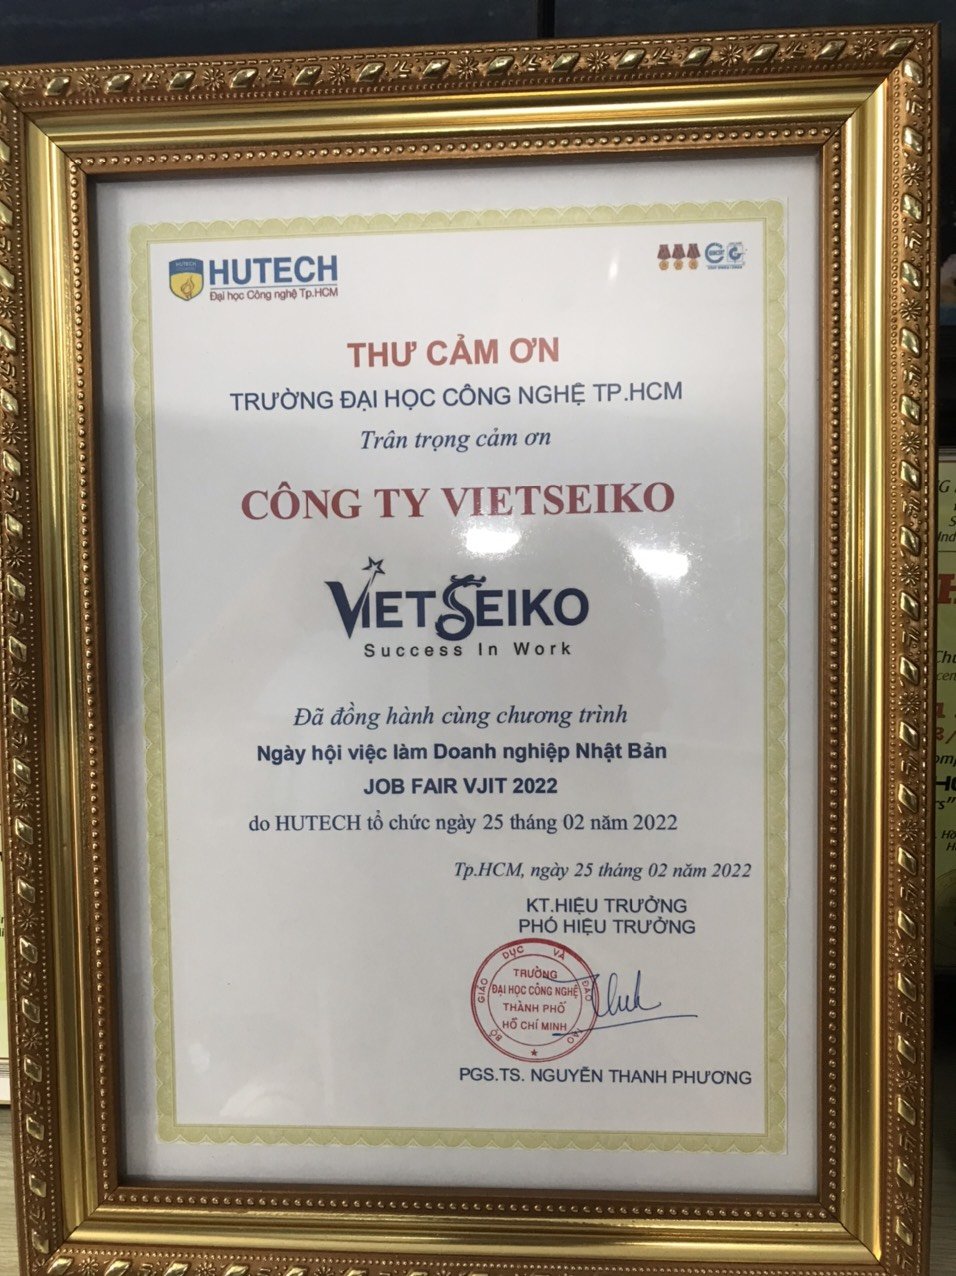 HUTECH
HUTECH
Đại học Công nghệ Tp.HCM
THƯ CẢM ƠN
TRƯỜNG ĐẠI HỌC CÔNG NGHỆ TP.HCM
Trân trọng cảm ơn
CÔNG TY VIETSEIKO
VIETSEIKO
Success In Work
Đã đồng hành cùng chương trình
Ngày hội việc làm Doanh nghiệp Nhật Bản
JOB FAIR VJIT 2022
do HUTECH tổ chức ngày 25 tháng 02 năm 2022
Tp.HCM, ngày 25 tháng 02 năm 2022
KT.HIỆU TRƯỞNG
PHÓ HIỆU TRƯỞNG
BỘ GIÁO DỤC VÀ ĐÀO TẠO
TRƯỜNG
ĐẠI HỌC CÔNG NGHỆ
THÀNH PHỐ
HỒ CHÍ MINH
PGS.TS. NGUYỄN THANH PHƯƠNG